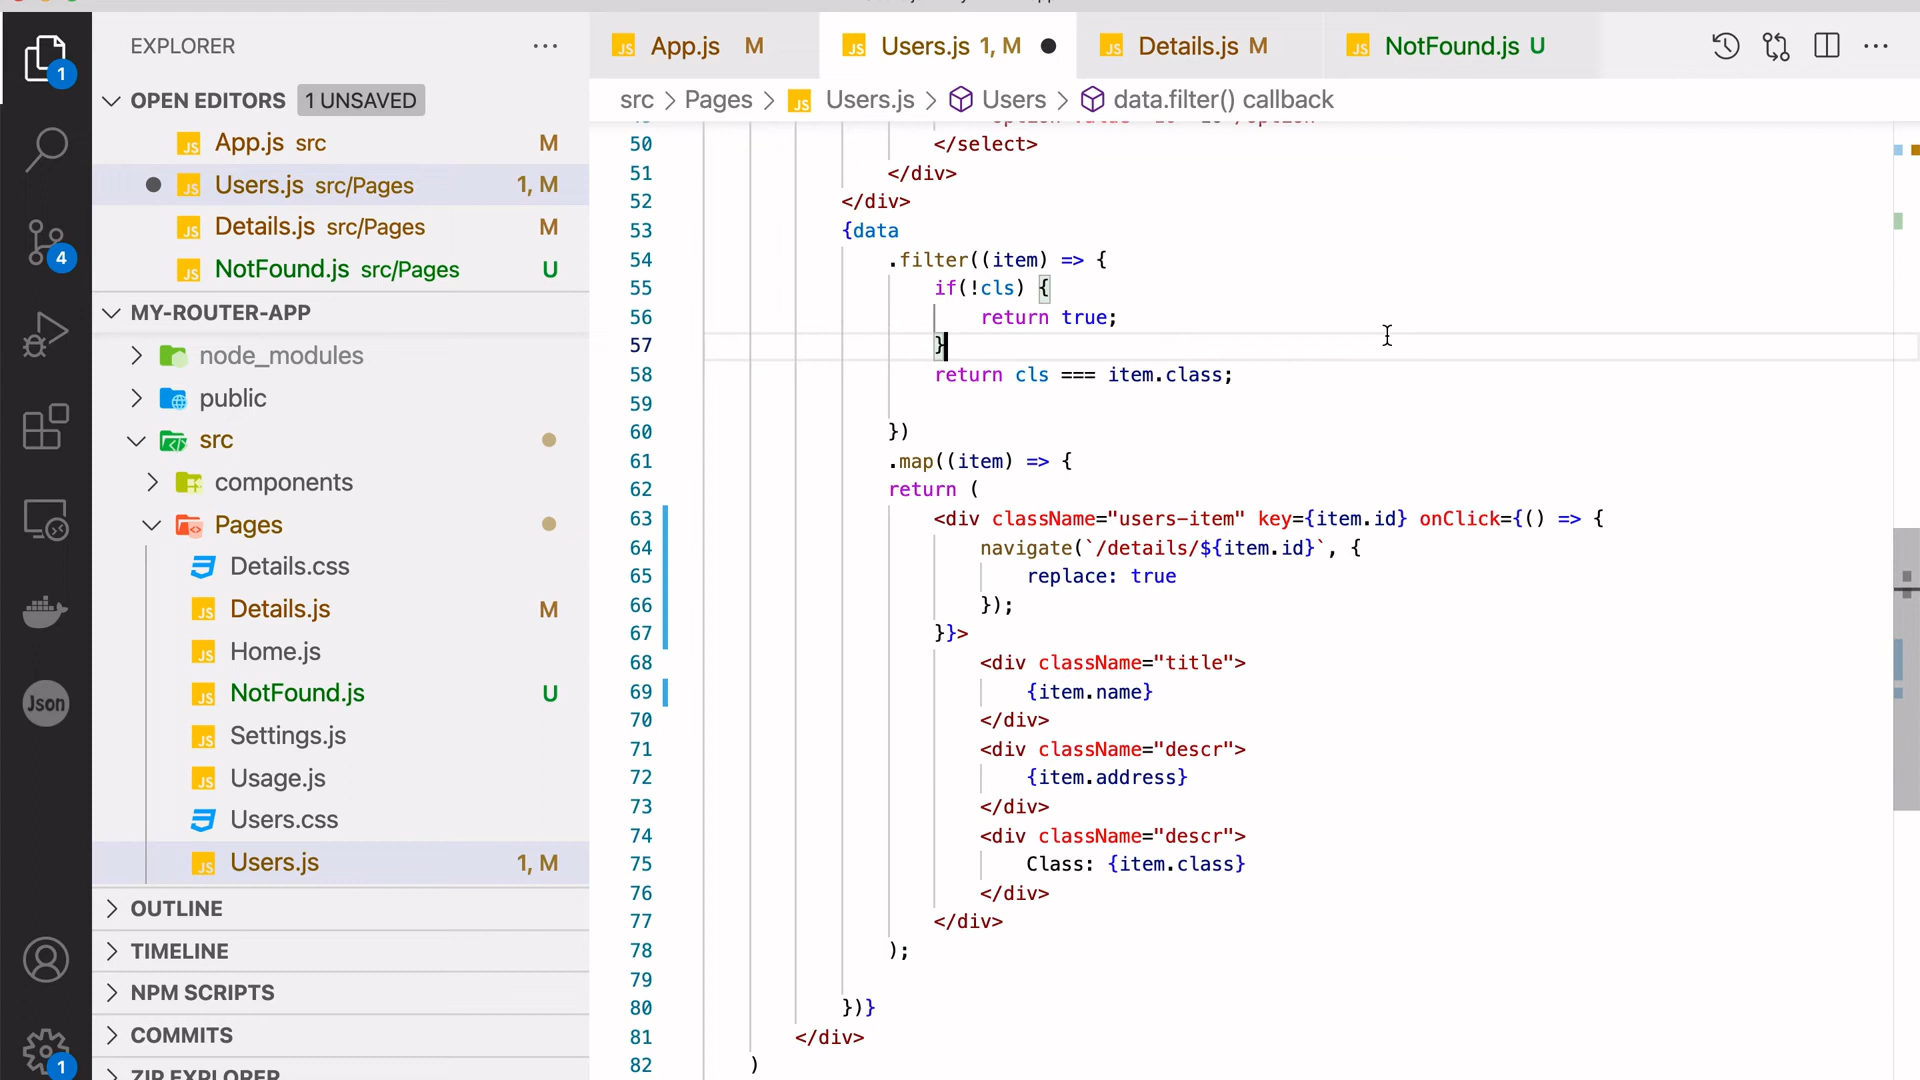 EXPLORER
OPEN EDITORS 1 UNSAVED
App.js src M
Users.js src/Pages 1, M
Details.js src/Pages M
NotFound.js src/Pages U
MY-ROUTER-APP
node_modules
public
src
components
Pages
Details.css
Details.js M
Home.js
NotFound.js U
Settings.js
Usage.js
Users.css
Users.js 1, M
OUTLINE
TIMELINE
NPM SCRIPTS
COMMITS
ZIP EXPLORER
1
4
Json
1
App.js M
Users.js 1, M
Details.js M
NotFound.js U
src > Pages > Users.js > Users > data.filter() callback
50 </select>
51 </div>
52 </div>
53 {data
54 .filter((item) => {
55 if(!cls) {
56 return true;
57 }
58 return cls === item.class;
59
60 })
61 .map((item) => {
62 return (
63 <div className="users-item" key={item.id} onClick={() => {
64 navigate(`/details/${item.id}`, {
65 replace: true
66 });
67 }}>
68 <div className="title">
69 {item.name}
70 </div>
71 <div className="descr">
72 {item.address}
73 </div>
74 <div className="descr">
75 Class: {item.class}
76 </div>
77 </div>
78 );
79
80 })}
81 </div>
82 )